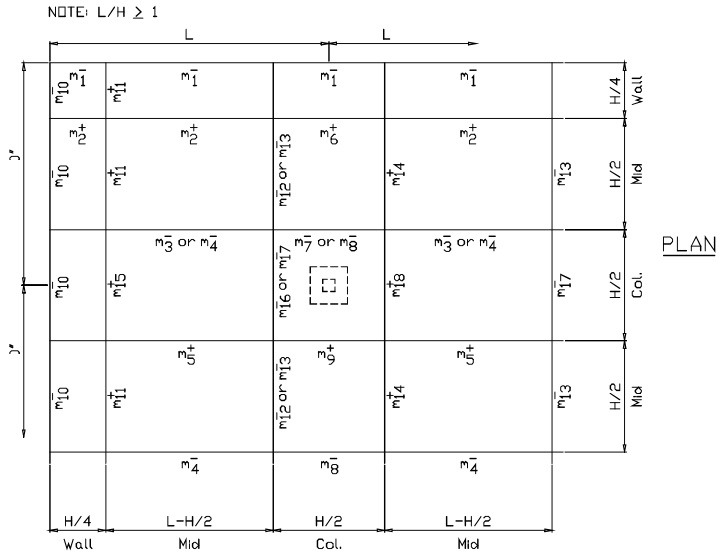 NOTE: L/H ≥ 1
L L
m₁⁻ m₁⁻ m₁⁻
m₁₀⁻ m₁₁⁺ H/4 Wall
m₂⁺ m₂⁺ m₆⁺ m₂⁺
m₁₀⁻ m₁₁⁺ m₁₂⁻ or m₁₃⁻ m₁₄⁺ m₁₃⁻ H/2 Mid
m₃⁻ or m₄⁻ m₇⁻ or m₈⁻ m₃⁻ or m₄⁻
PLAN
m₁₀⁻ m₁₅⁺ m₁₆⁻ or m₁₇⁻ m₁₈⁺ m₁₇⁻ H/2 Col.
m₅⁺ m₉⁺ m₅⁺
m₁₀⁻ m₁₁⁺ m₁₂⁻ or m₁₃⁻ m₁₄⁺ m₁₃⁻ H/2 Mid
m₄⁻ m₈⁻ m₄⁻
H/4 L-H/2 H/2 L-H/2
Wall Mid Col. Mid